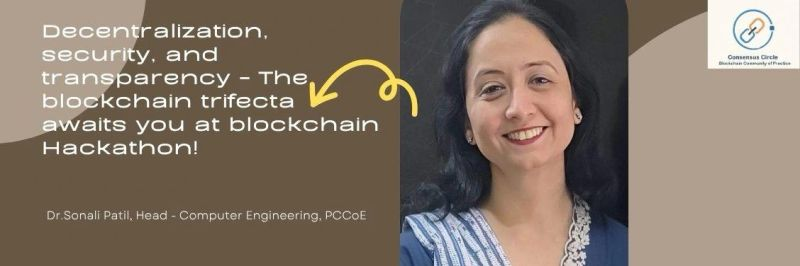 Decentralization,
security, and
transparency - The
blockchain trifecta
awaits you at blockchain
Hackathon!
Dr.Sonali Patil, Head - Computer Engineering, PCCoE
Consensus Circle
Blockchain Community of Practice